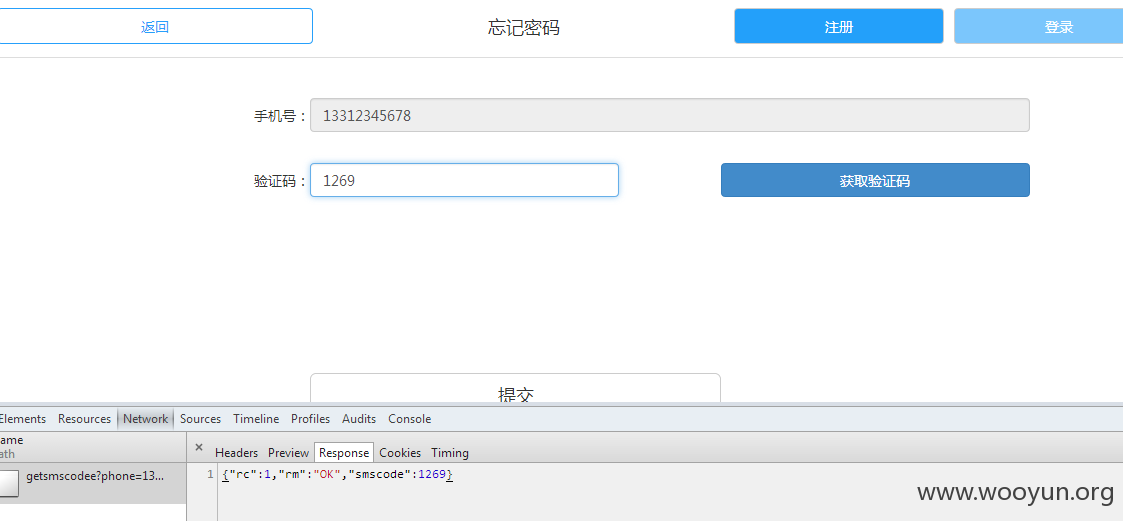 返回 忘记密码 注册 登录
手机号： 13312345678
验证码： 1269 获取验证码
提交
Elements Resources Network Sources Timeline Profiles Audits Console
ame × Headers Preview Response Cookies Timing
ath
getsmscodee?phone=13... 1 {"rc":1,"rm":"OK","smscode":1269}
www.wooyun.org